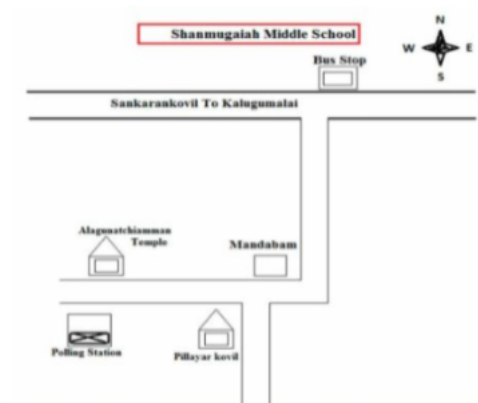 Shanmugaiah Middle School
N
W E
S
Bus Stop
Sankarankovil To Kalugumalai
Alagunatchiamman
Temple
Mandabam
Polling Station
Pillayar kovil